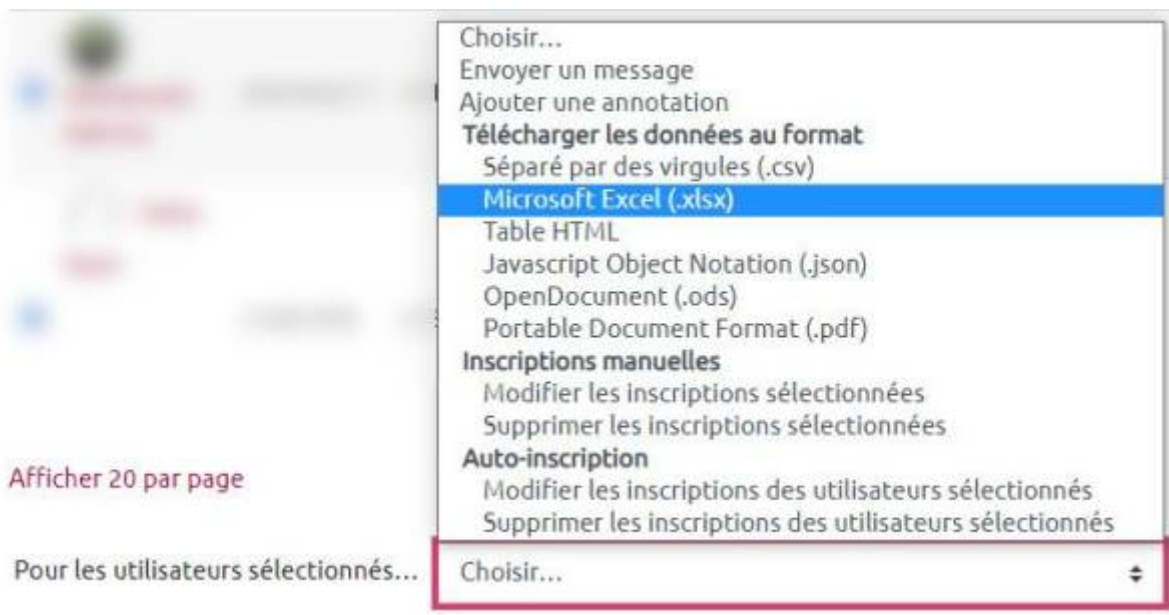 Choisir...
Envoyer un message
Ajouter une annotation
Télécharger les données au format
Séparé par des virgules (.csv)
Microsoft Excel (.xlsx)
Table HTML
Javascript Object Notation (.json)
OpenDocument (.ods)
Portable Document Format (.pdf)
Inscriptions manuelles
Modifier les inscriptions sélectionnées
Supprimer les inscriptions sélectionnées
Auto-inscription
Modifier les inscriptions des utilisateurs sélectionnés
Supprimer les inscriptions des utilisateurs sélectionnés
Afficher 20 par page
Pour les utilisateurs sélectionnés... Choisir...